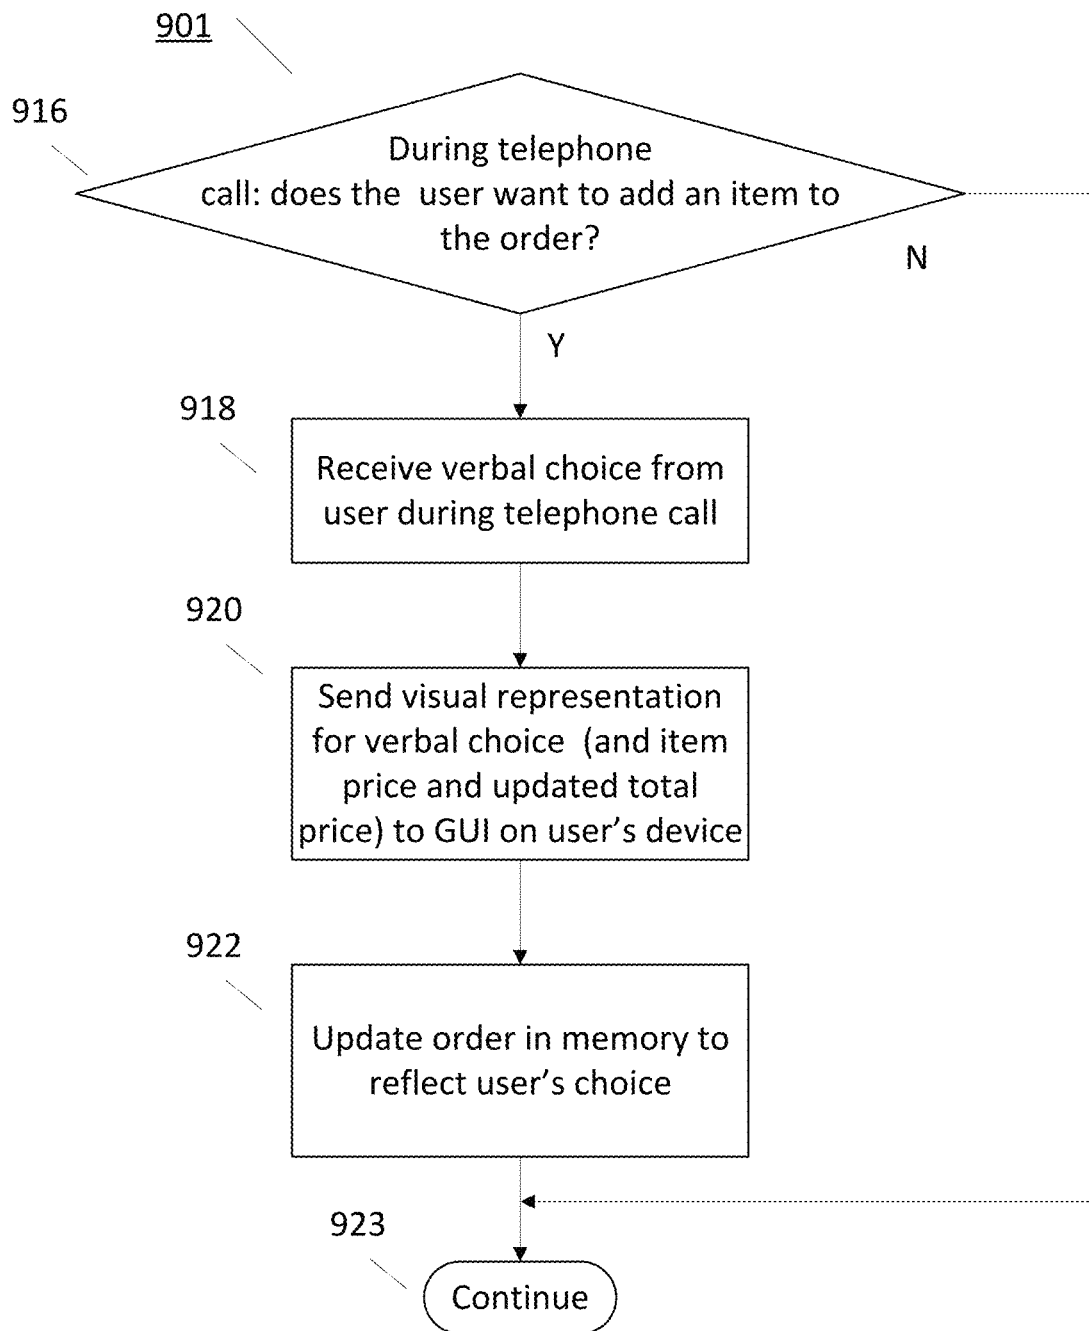 901
916
During telephone
call: does the  user want to add an item to
the order?
N
Y
918
Receive verbal choice from
user during telephone call
920
Send visual representation
for verbal choice  (and item
price and updated total
price) to GUI on user’s device
922
Update order in memory to
reflect user’s choice
923
Continue